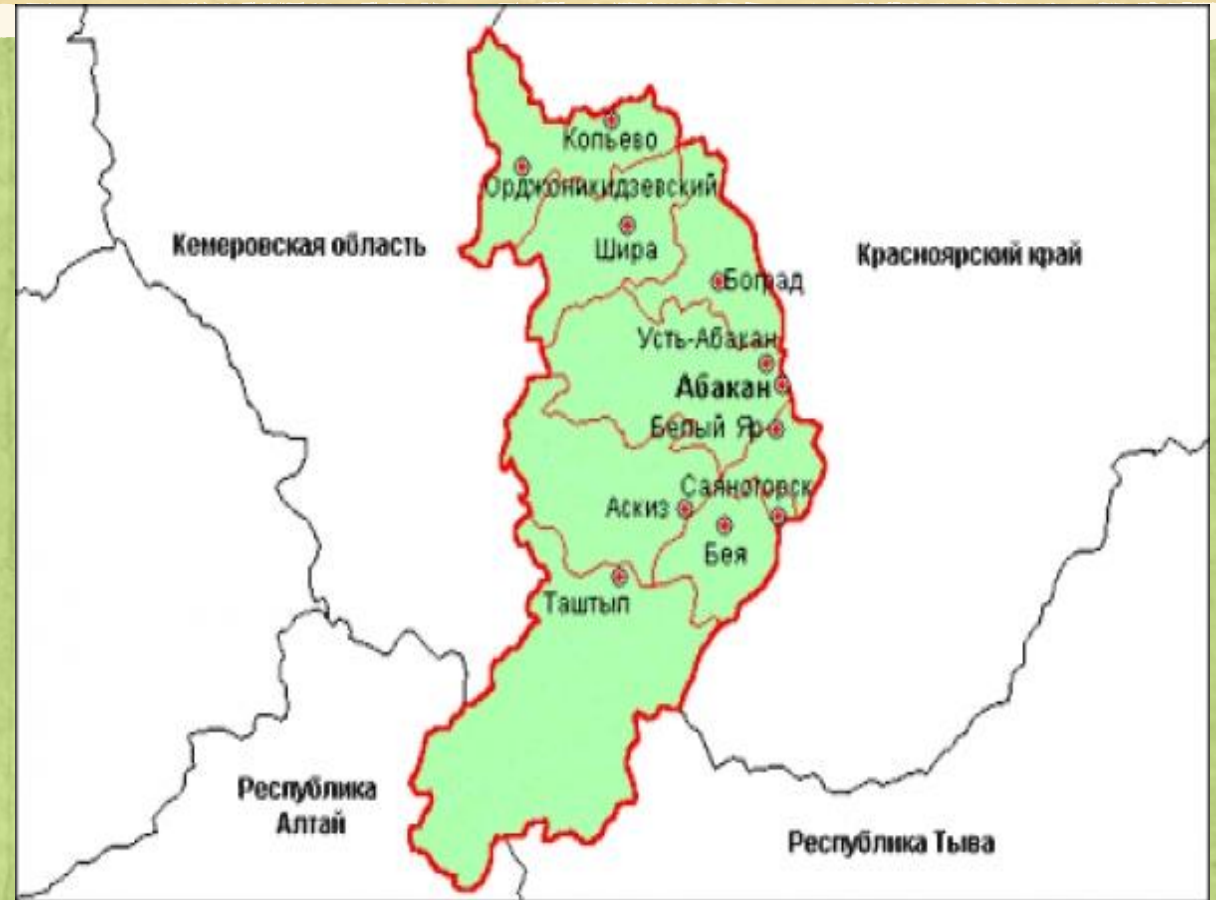 Копьево
Орджоникидзевский
Кемеровская область
Шира
Красноярский край
Боград
Усть-Абакан
Абакан
Белый Яр
Саяногорск
Аскиз
Бея
Таштып
Республика
Алтай
Республика Тыва